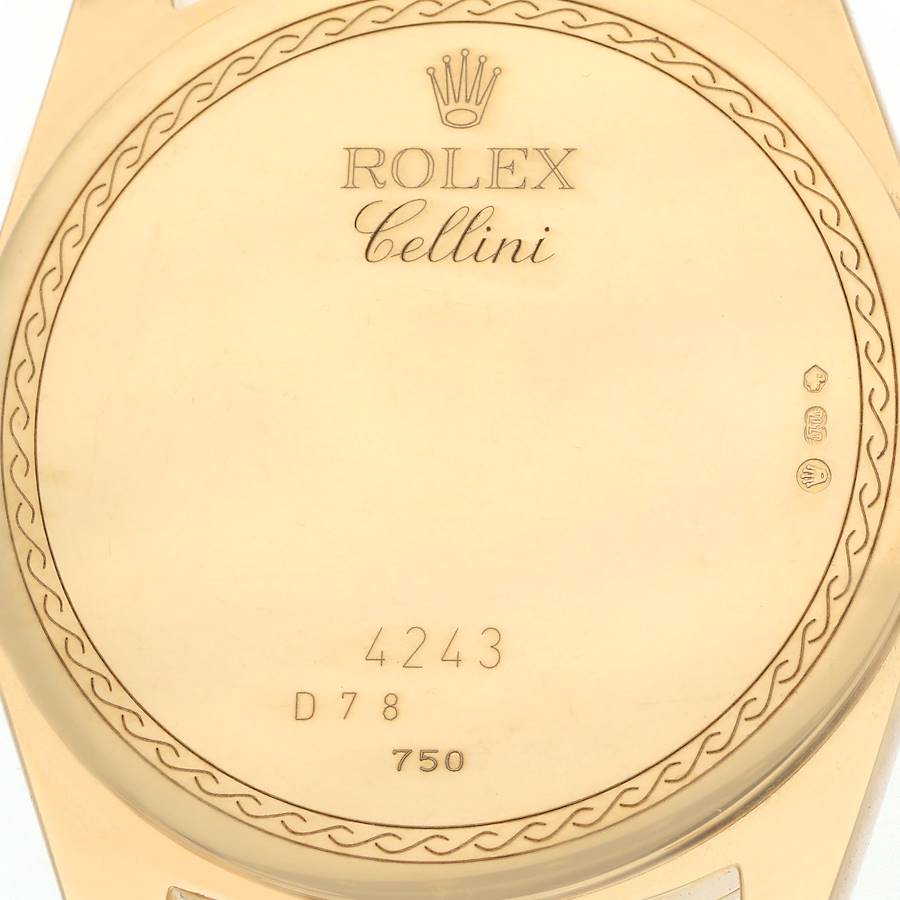 ROLEX
Cellini
4243
D78
750